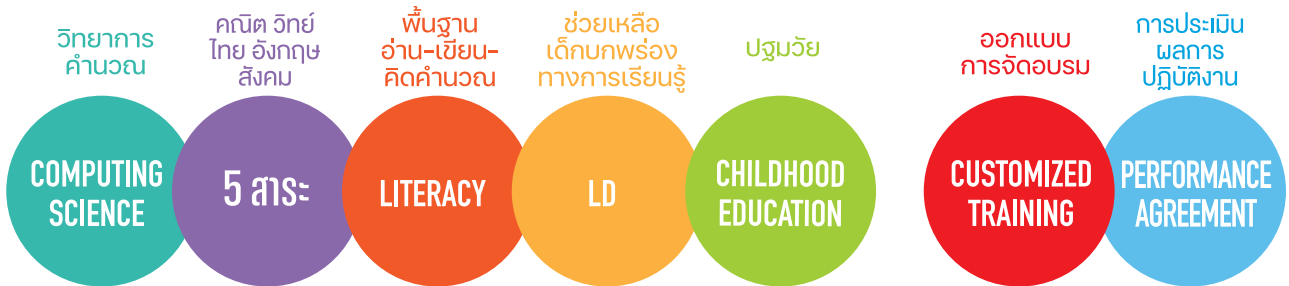 วิทยาการ
คำนวณ
COMPUTING
SCIENCE
คณิต วิทย์
ไทย อังกฤษ
สังคม
5 สาระ
พื้นฐาน
อ่าน-เขียน-
คิดคำนวณ
LITERACY
ช่วยเหลือ
เด็กบกพร่อง
ทางการเรียนรู้
LD
ปฐมวัย
CHILDHOOD
EDUCATION
ออกแบบ
การจัดอบรม
CUSTOMIZED
TRAINING
การประเมิน
ผลการ
ปฏิบัติงาน
PERFORMANCE
AGREEMENT